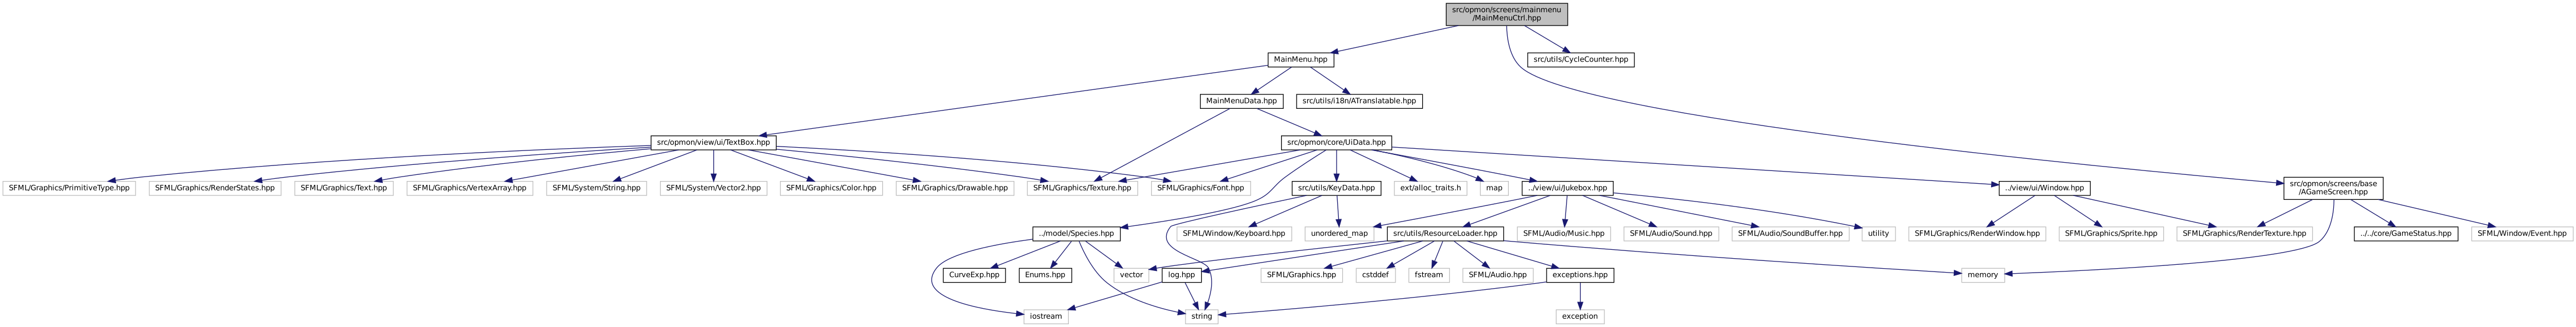 src/opmon/screens/mainmenu
/MainMenuCtrl.hpp
MainMenu.hpp
src/utils/CycleCounter.hpp
MainMenuData.hpp
src/utils/i18n/ATranslatable.hpp
src/opmon/view/ui/TextBox.hpp
src/opmon/core/UiData.hpp
SFML/Graphics/PrimitiveType.hpp
SFML/Graphics/RenderStates.hpp
SFML/Graphics/Text.hpp
SFML/Graphics/VertexArray.hpp
SFML/System/String.hpp
SFML/System/Vector2.hpp
SFML/Graphics/Color.hpp
SFML/Graphics/Drawable.hpp
SFML/Graphics/Texture.hpp
SFML/Graphics/Font.hpp
src/utils/KeyData.hpp
ext/alloc_traits.h
map
../view/ui/Jukebox.hpp
../view/ui/Window.hpp
src/opmon/screens/base
/AGameScreen.hpp
../model/Species.hpp
SFML/Window/Keyboard.hpp
unordered_map
src/utils/ResourceLoader.hpp
SFML/Audio/Music.hpp
SFML/Audio/Sound.hpp
SFML/Audio/SoundBuffer.hpp
utility
SFML/Graphics/RenderWindow.hpp
SFML/Graphics/Sprite.hpp
SFML/Graphics/RenderTexture.hpp
../../core/GameStatus.hpp
SFML/Window/Event.hpp
CurveExp.hpp
Enums.hpp
vector
log.hpp
SFML/Graphics.hpp
cstddef
fstream
SFML/Audio.hpp
exceptions.hpp
memory
iostream
string
exception